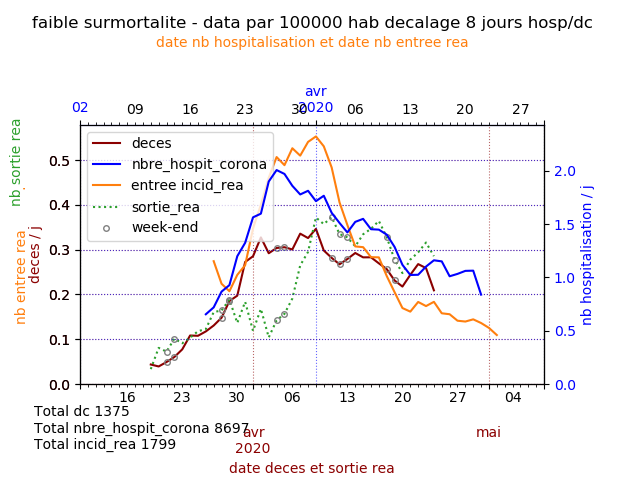 faible surmortalite - data par 100000 hab decalage 8 jours hosp/dc
date nb hospitalisation et date nb entree rea
avr
2020
02 09 16 23 30 06 13 20 27
nb sortie rea
nb entree rea
deces / j
nb hospitalisation / j
deces
nbre_hospit_corona
entree incid_rea
sortie_rea
week-end
0.5
0.4
0.3
0.2
0.1
0.0
2.0
1.5
1.0
0.5
0.0
16 23 30 06 13 20 27 04
Total dc 1375
Total nbre_hospit_corona 8697
Total incid_rea 1799
avr
2020
mai
date deces et sortie rea